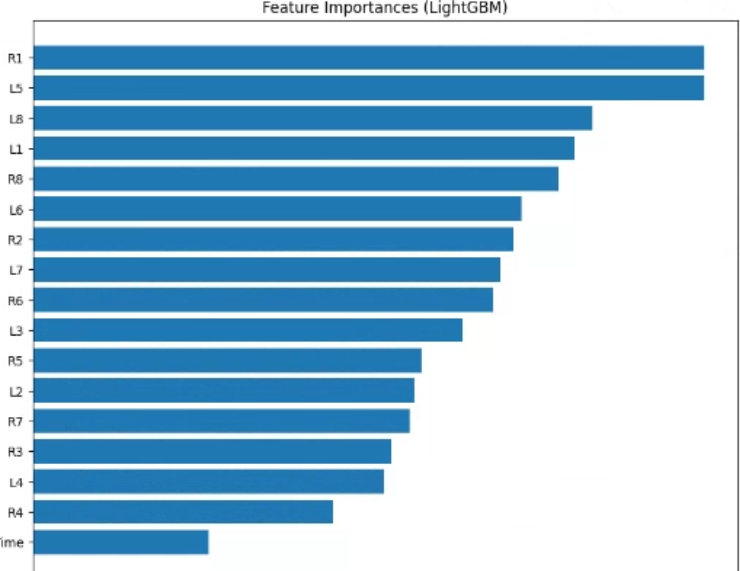 Feature Importances (LightGBM)
R1
L5
L8
L1
R8
L6
R2
L7
R6
L3
R5
L2
R7
R3
L4
R4
ime